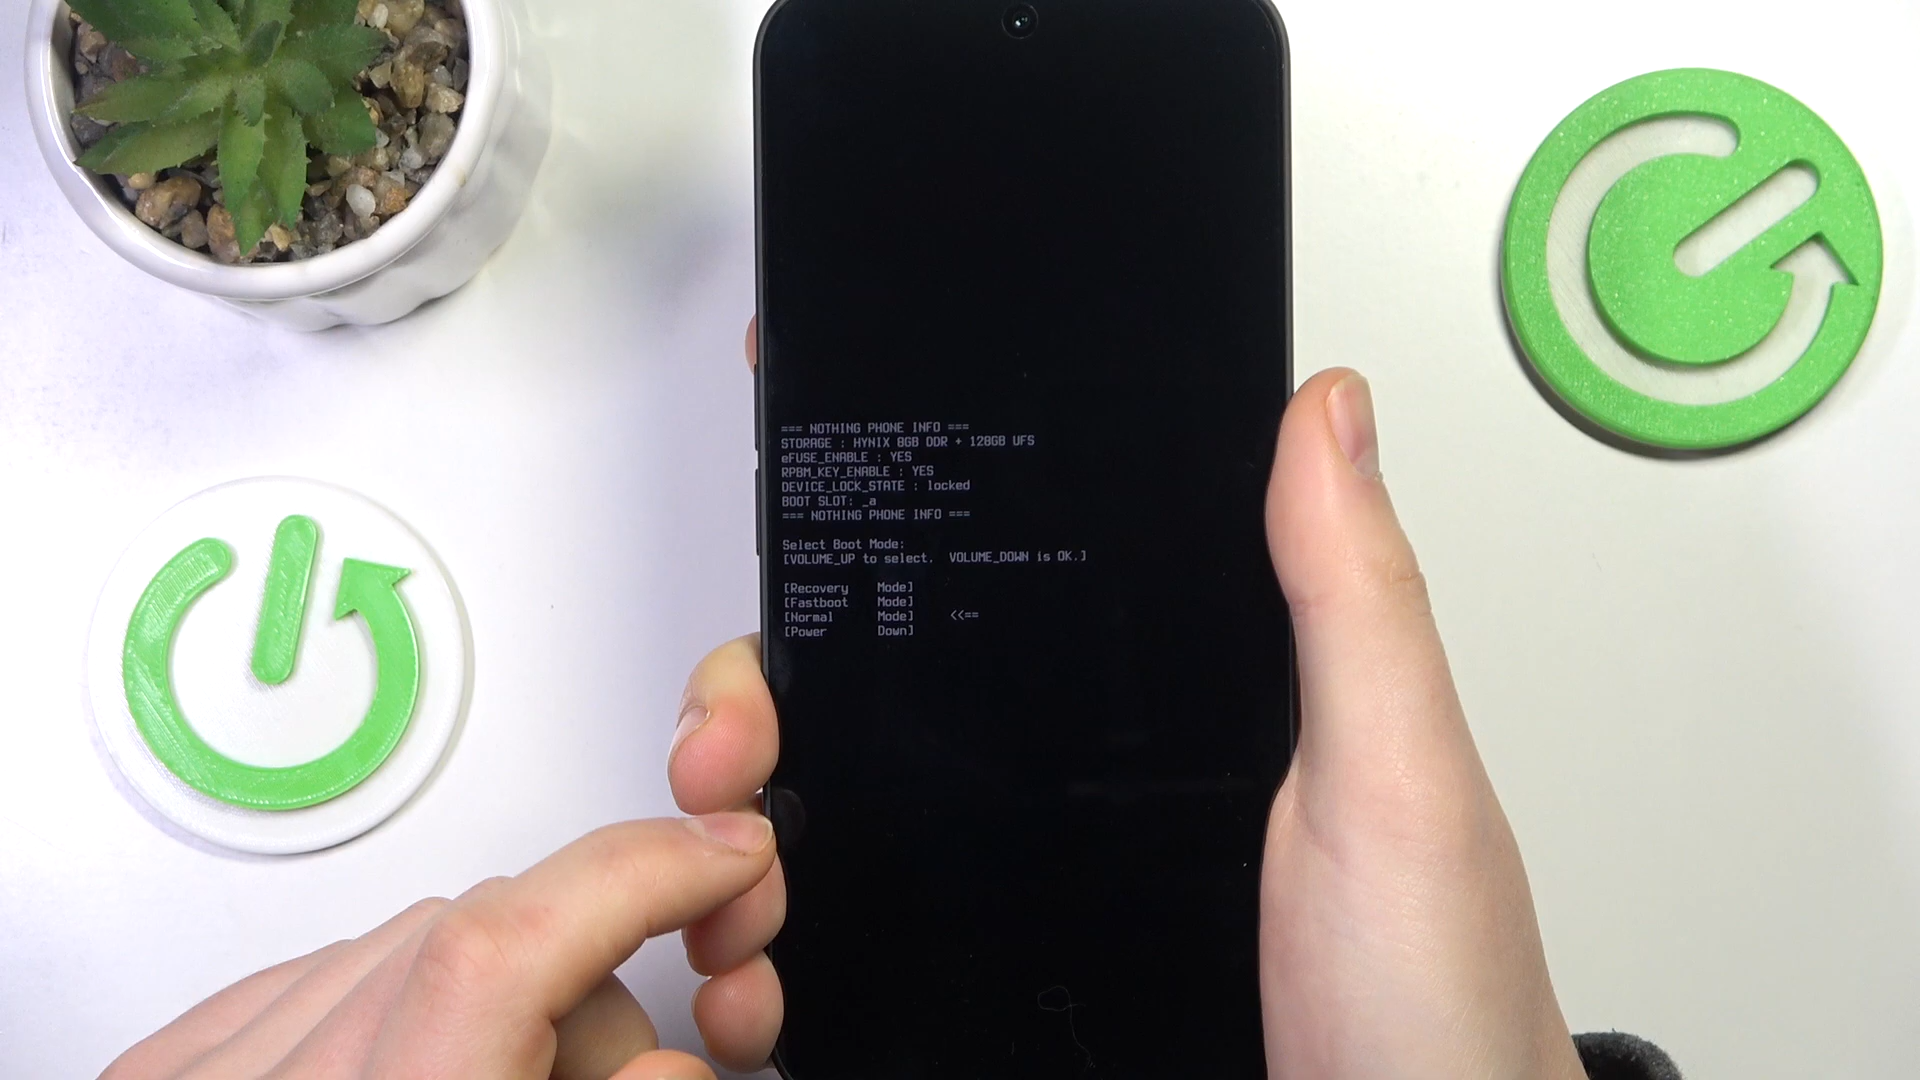 === NOTHING PHONE INFO ===
STORAGE : HYNIX 8GB DDR + 128GB UFS
eFUSE_ENABLE : YES
RPBM_KEY_ENABLE : YES
DEVICE_LOCK_STATE : locked
BOOT SLOT: _a
=== NOTHING PHONE INFO ===
Select Boot Mode:
[VOLUME_UP to select.  VOLUME_DOWN is OK.]
[Recovery    Mode]
[Fastboot    Mode]
[Normal      Mode]     <<==
[Power       Down]